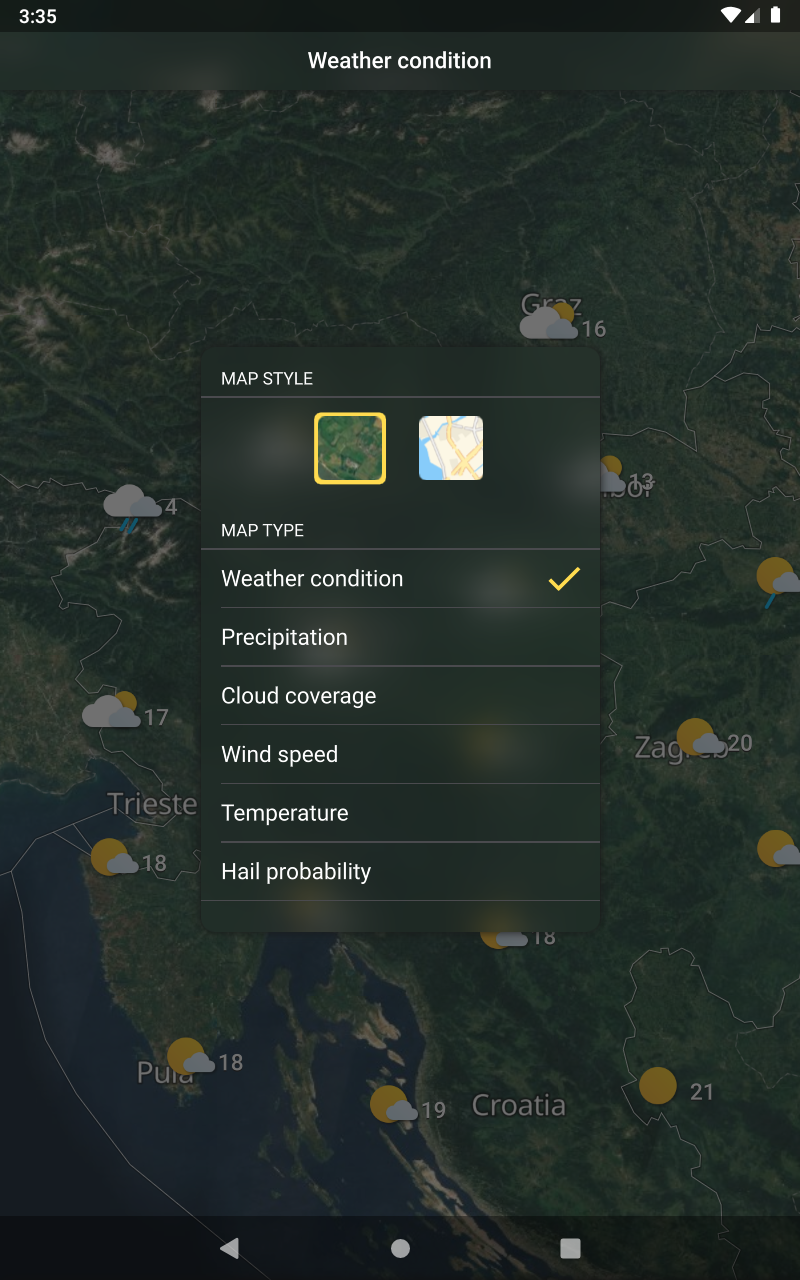 3:35
Weather condition
Graz
16
MAP STYLE
13
4
MAP TYPE
Weather condition
Precipitation
17
Cloud coverage
20
Wind speed
Trieste
Temperature
18
Hail probability
18
Pula
18
19
Croatia
21